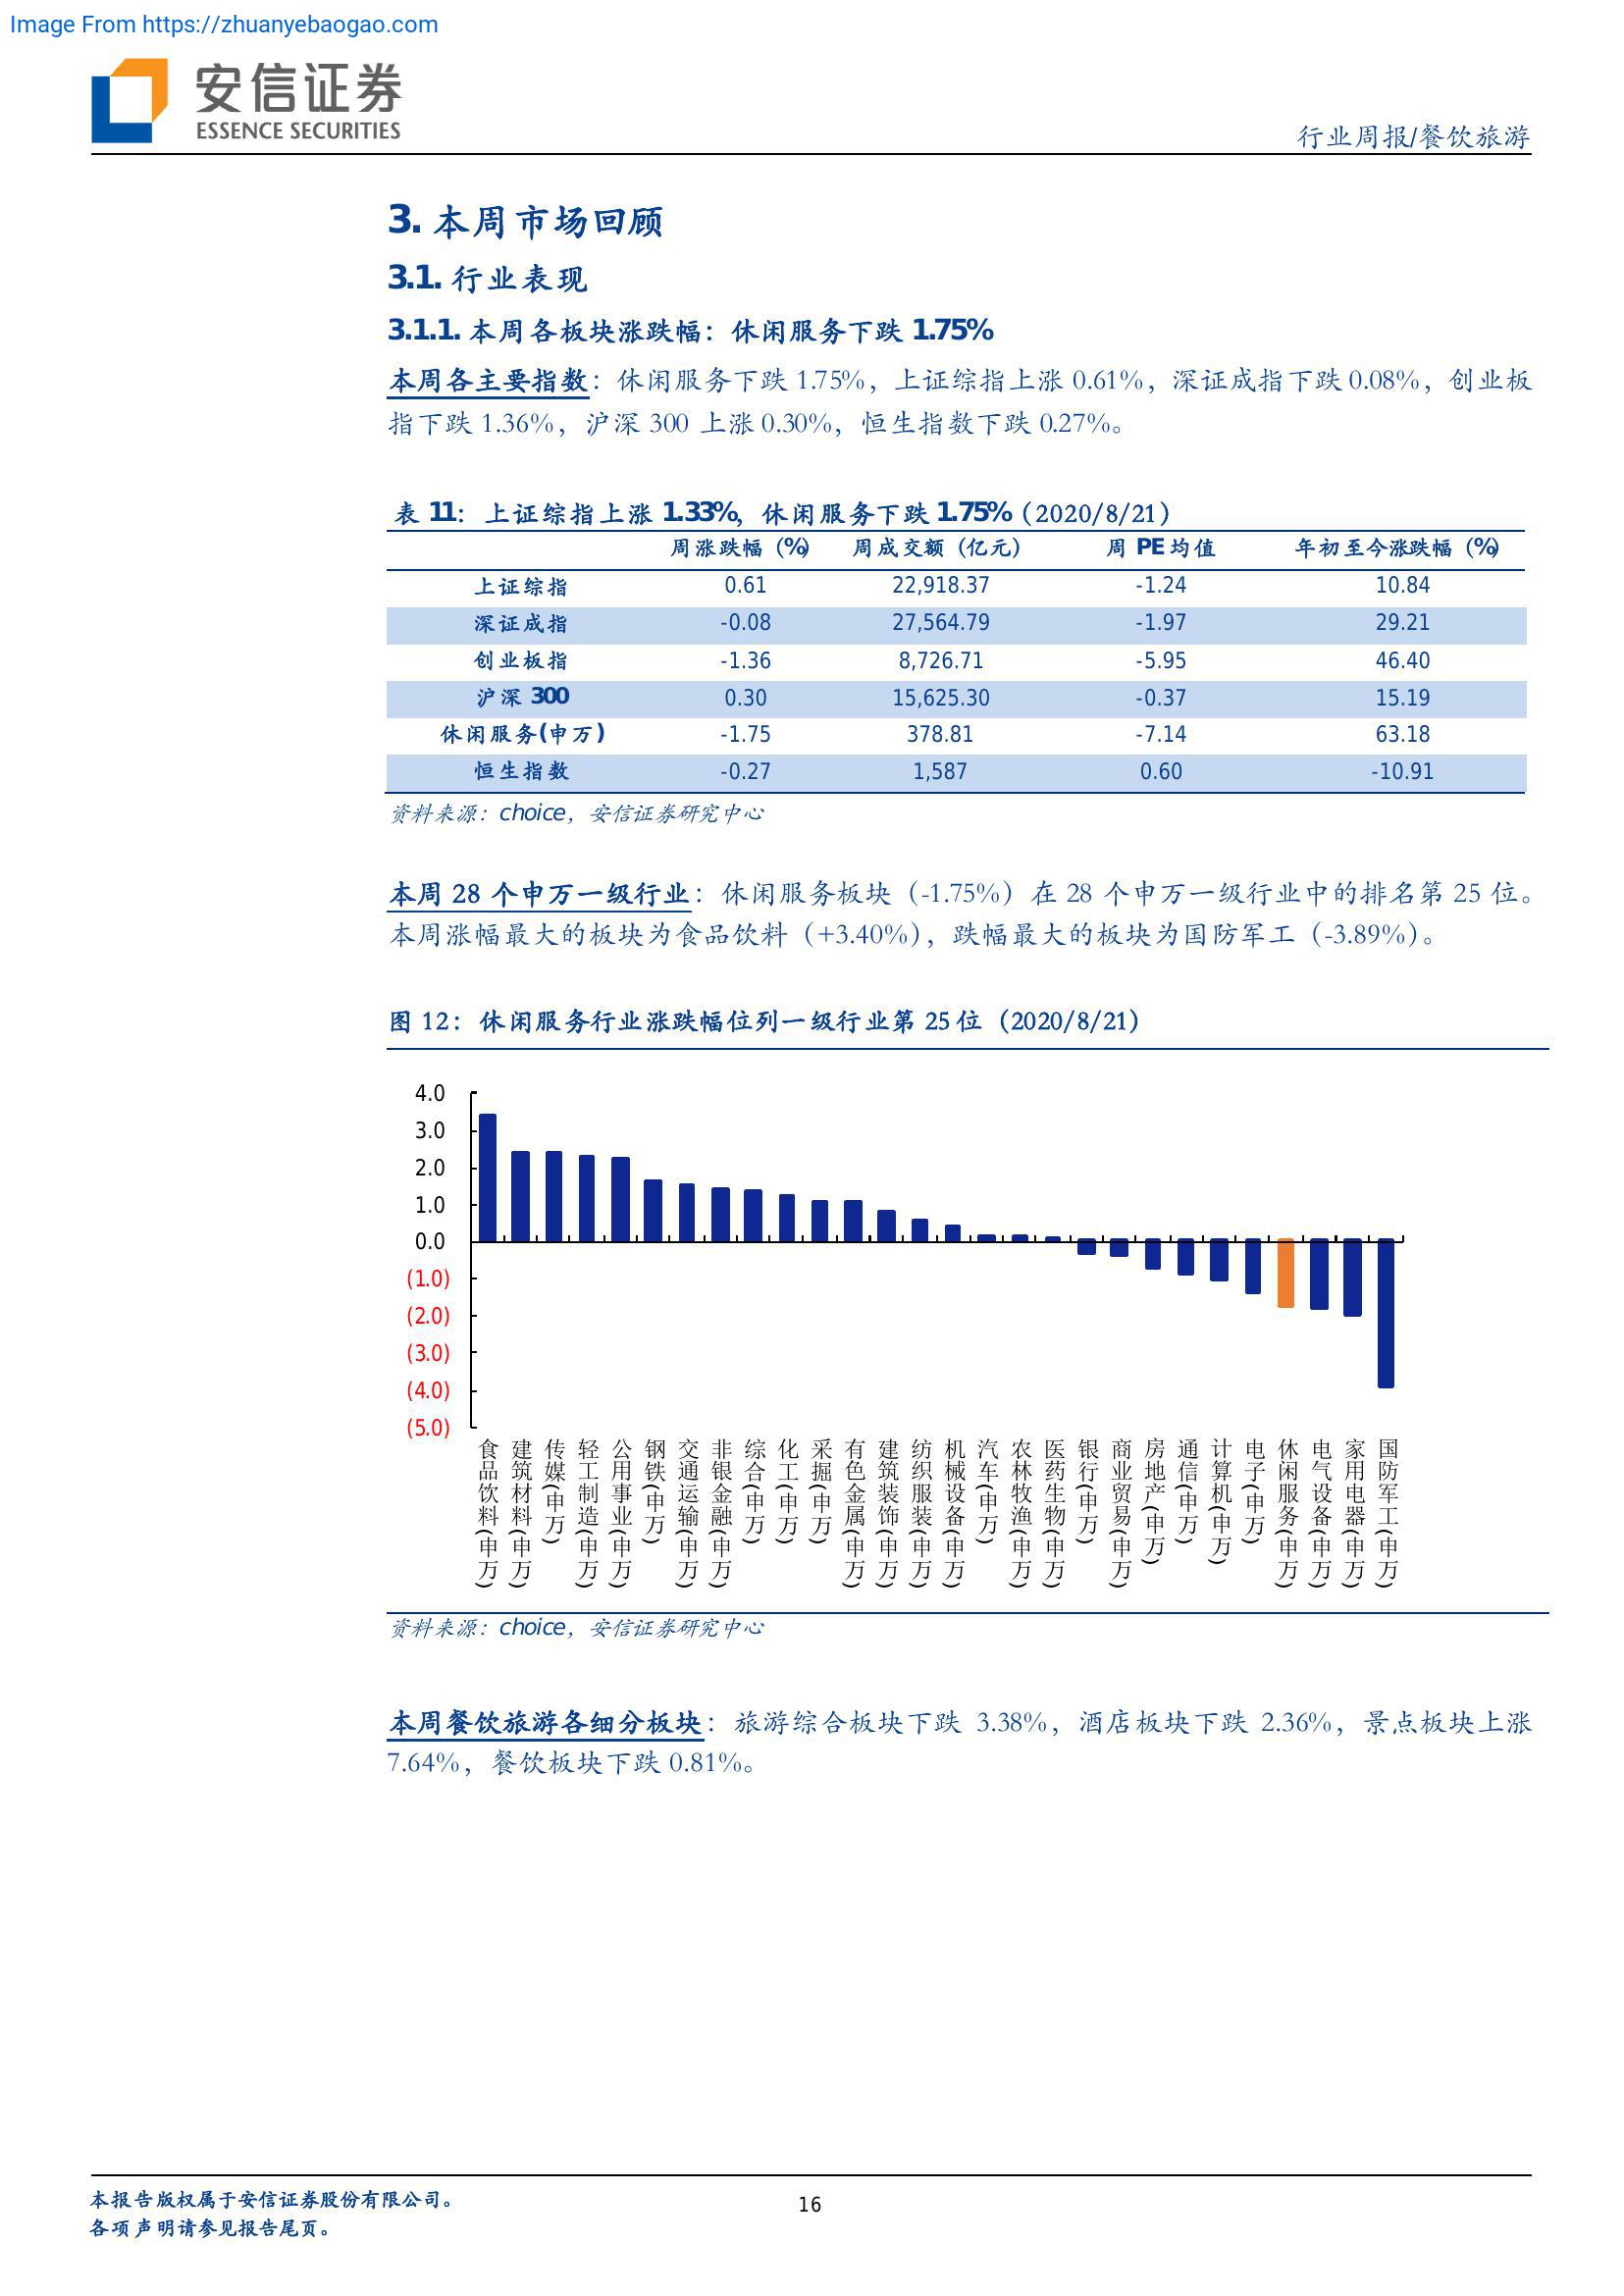 Image From https://zhuanyebaogao.com
安信证券
ESSENCE SECURITIES
行业周报/餐饮旅游
3. 本周市场回顾
3.1. 行业表现
3.1.1. 本周各板块涨跌幅：休闲服务下跌 1.75%
本周各主要指数：休闲服务下跌 1.75%，上证综指上涨 0.61%，深证成指下跌 0.08%，创业板
指下跌 1.36%，沪深 300 上涨 0.30%，恒生指数下跌 0.27%。
表 11：上证综指上涨 1.33%，休闲服务下跌 1.75%（2020/8/21）
周涨跌幅（%） 周成交额（亿元） 周 PE 均值 年初至今涨跌幅（%）
上证综指 0.61 22,918.37 -1.24 10.84
深证成指 -0.08 27,564.79 -1.97 29.21
创业板指 -1.36 8,726.71 -5.95 46.40
沪深 300 0.30 15,625.30 -0.37 15.19
休闲服务(申万) -1.75 378.81 -7.14 63.18
恒生指数 -0.27 1,587 0.60 -10.91
资料来源：choice，安信证券研究中心
本周 28 个申万一级行业：休闲服务板块（-1.75%）在 28 个申万一级行业中的排名第 25 位。
本周涨幅最大的板块为食品饮料（+3.40%），跌幅最大的板块为国防军工（-3.89%）。
图 12：休闲服务行业涨跌幅位列一级行业第 25 位（2020/8/21）
4.0
3.0
2.0
1.0
0.0
(1.0)
(2.0)
(3.0)
(4.0)
(5.0)
食品饮料(申万)
建筑材料(申万)
传媒(申万)
轻工制造(申万)
公用事业(申万)
钢铁(申万)
交通运输(申万)
非银金融(申万)
综合(申万)
化工(申万)
采掘(申万)
有色金属(申万)
建筑装饰(申万)
纺织服装(申万)
机械设备(申万)
汽车(申万)
农林牧渔(申万)
医药生物(申万)
银行(申万)
商业贸易(申万)
房地产(申万)
通信(申万)
计算机(申万)
电子(申万)
休闲服务(申万)
电气设备(申万)
家用电器(申万)
国防军工(申万)
资料来源：choice，安信证券研究中心
本周餐饮旅游各细分板块：旅游综合板块下跌 3.38%，酒店板块下跌 2.36%，景点板块上涨
7.64%，餐饮板块下跌 0.81%。
本报告版权属于安信证券股份有限公司。
各项声明请参见报告尾页。
16